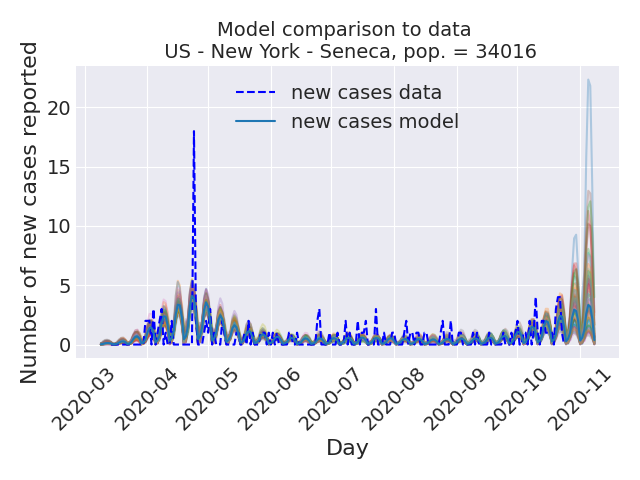 Model comparison to data
US - New York - Seneca, pop. = 34016
new cases data
new cases model
Number of new cases reported
20
15
10
5
0
2020-03
2020-04
2020-05
2020-06
2020-07
2020-08
2020-09
2020-10
2020-11
Day